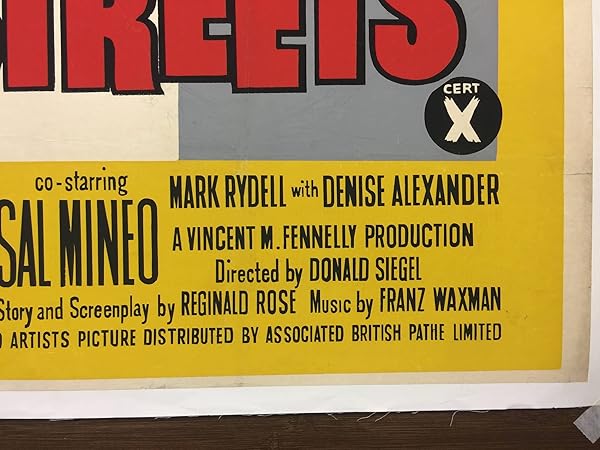 STREETS
CERT
X
co-starring
SAL MINEO
MARK RYDELL with DENISE ALEXANDER
A VINCENT M. FENNELLY PRODUCTION
Directed by DONALD SIEGEL
Story and Screenplay by REGINALD ROSE Music by FRANZ WAXMAN
ARTISTS PICTURE DISTRIBUTED BY ASSOCIATED BRITISH PATHE LIMITED